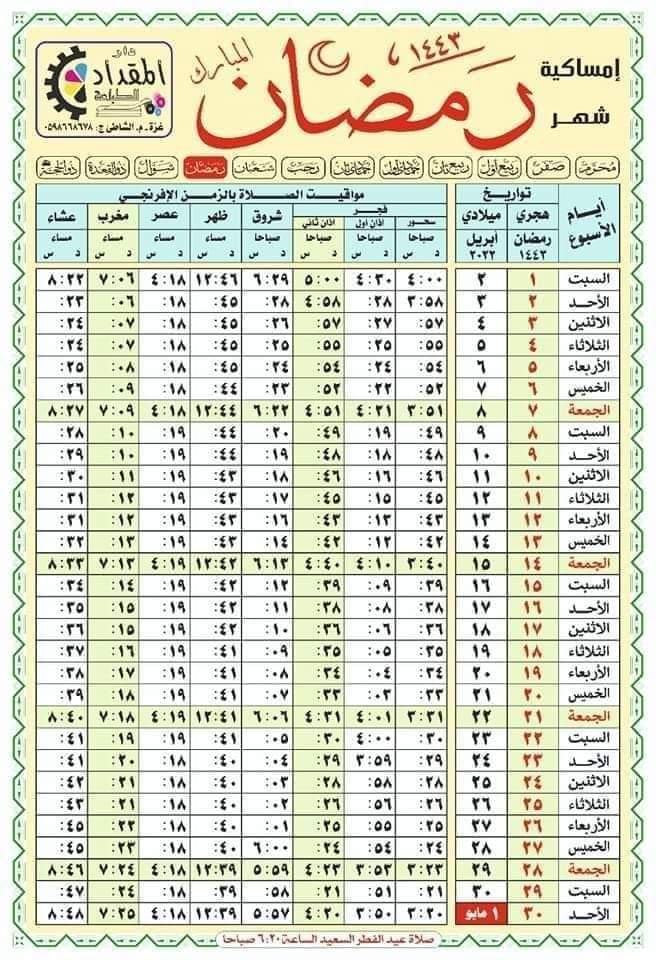 إمساكية
شهر
رمضان
١٤٤٣
المبارك
دار
المقداد
للطباعة
غزة - م. الشاطئ ج: ٠٥٩٨٦٦٨٦٧٨
محرم صفر ربيع أول ربيع ثان جمادى أول جمادى ثان رجب شعبان رمضان شوال ذو القعدة ذو الحجة
أيام الأسبوع تواريخ مواقيت الصلاة بالزمن الإفرنجي
هجري ميلادي فجر شروق ظهر عصر مغرب عشاء
سحور آذان أول آذان ثاني
رمضان أبريل صباحا صباحا صباحا صباحا مساء مساء مساء
١٤٤٣ ٢٠٢٢ د س د س د س د س د س د س د س د س
السبت ١ ٢ ٤:٠٠ ٤:٣٠ ٥:٠٠ ٦:٢٩ ١٢:٤٦ ٤:١٨ ٧:٠٦ ٨:٢٢
الأحد ٢ ٣ ٣:٥٨ :٢٨ ٤:٥٨ :٢٨ :٤٥ :١٨ :٠٦ :٢٣
الاثنين ٣ ٤ :٥٧ :٢٧ :٥٧ :٢٦ :٤٥ :١٨ :٠٧ :٢٤
الثلاثاء ٤ ٥ :٥٥ :٢٥ :٥٥ :٢٥ :٤٥ :١٨ :٠٧ :٢٤
الأربعاء ٥ ٦ :٥٤ :٢٤ :٥٤ :٢٤ :٤٥ :١٨ :٠٨ :٢٥
الخميس ٦ ٧ :٥٢ :٢٢ :٥٢ :٢٣ :٤٤ :١٨ :٠٩ :٢٦
الجمعة ٧ ٨ ٣:٥١ ٤:٢١ ٤:٥١ ٦:٢٢ ١٢:٤٤ ٤:١٨ ٧:٠٩ ٨:٢٧
السبت ٨ ٩ :٤٩ :١٩ :٤٩ :٢٠ :٤٤ :١٩ :١٠ :٢٨
الأحد ٩ ١٠ :٤٨ :١٨ :٤٨ :١٩ :٤٤ :١٩ :١٠ :٢٩
الاثنين ١٠ ١١ :٤٦ :١٦ :٤٦ :١٨ :٤٣ :١٩ :١١ :٣٠
الثلاثاء ١١ ١٢ :٤٥ :١٥ :٤٥ :١٧ :٤٣ :١٩ :١٢ :٣١
الأربعاء ١٢ ١٣ :٤٣ :١٣ :٤٣ :١٦ :٤٣ :١٩ :١٢ :٣١
الخميس ١٣ ١٤ :٤٢ :١٢ :٤٢ :١٤ :٤٣ :١٩ :١٣ :٣٢
الجمعة ١٤ ١٥ ٣:٤٠ ٤:١٠ ٤:٤٠ ٦:١٣ ١٢:٤٢ ٤:١٩ ٧:١٣ ٨:٣٣
السبت ١٥ ١٦ :٣٩ :٠٩ :٣٩ :١٢ :٤٢ :١٩ :١٤ :٣٤
الأحد ١٦ ١٧ :٣٨ :٠٨ :٣٨ :١١ :٤٢ :١٩ :١٥ :٣٥
الاثنين ١٧ ١٨ :٣٦ :٠٦ :٣٦ :١٠ :٤٢ :١٩ :١٥ :٣٦
الثلاثاء ١٨ ١٩ :٣٥ :٠٥ :٣٥ :٠٩ :٤١ :١٩ :١٦ :٣٧
الأربعاء ١٩ ٢٠ :٣٤ :٠٤ :٣٤ :٠٨ :٤١ :١٩ :١٧ :٣٨
الخميس ٢٠ ٢١ :٣٣ :٠٣ :٣٣ :٠٧ :٤١ :١٩ :١٨ :٣٩
الجمعة ٢١ ٢٢ ٣:٣١ ٤:٠١ ٤:٣١ ٦:٠٦ ١٢:٤١ ٤:١٩ ٧:١٨ ٨:٤٠
السبت ٢٢ ٢٣ :٣٠ ٤:٠٠ :٣٠ :٠٥ :٤١ :١٩ :١٩ :٤١
الأحد ٢٣ ٢٤ :٢٩ ٣:٥٩ :٢٩ :٠٤ :٤٠ :١٨ :٢٠ :٤١
الاثنين ٢٤ ٢٥ :٢٨ :٥٨ :٢٨ :٠٣ :٤٠ :١٨ :٢١ :٤٢
الثلاثاء ٢٥ ٢٦ :٢٦ :٥٦ :٢٦ :٠٢ :٤٠ :١٨ :٢١ :٤٣
الأربعاء ٢٦ ٢٧ :٢٥ :٥٥ :٢٥ :٠١ :٤٠ :١٨ :٢٢ :٤٥
الخميس ٢٧ ٢٨ :٢٤ :٥٤ :٢٤ ٦:٠٠ :٤٠ :١٨ :٢٣ :٤٥
الجمعة ٢٨ ٢٩ ٣:٢٣ ٣:٥٣ ٤:٢٣ ٥:٥٩ ١٢:٣٩ ٤:١٨ ٧:٢٤ ٨:٤٦
السبت ٢٩ ٣٠ :٢١ :٥١ :٢١ :٥٨ :٣٩ :١٨ :٢٤ :٤٧
الأحد ٣٠ ١ مايو ٣:٢٠ ٣:٥٠ ٤:٢٠ ٥:٥٧ ١٢:٣٩ ٤:١٨ ٧:٢٥ ٨:٤٨
صلاة عيد الفطر السعيد الساعة ٦:٢٠ صباحا